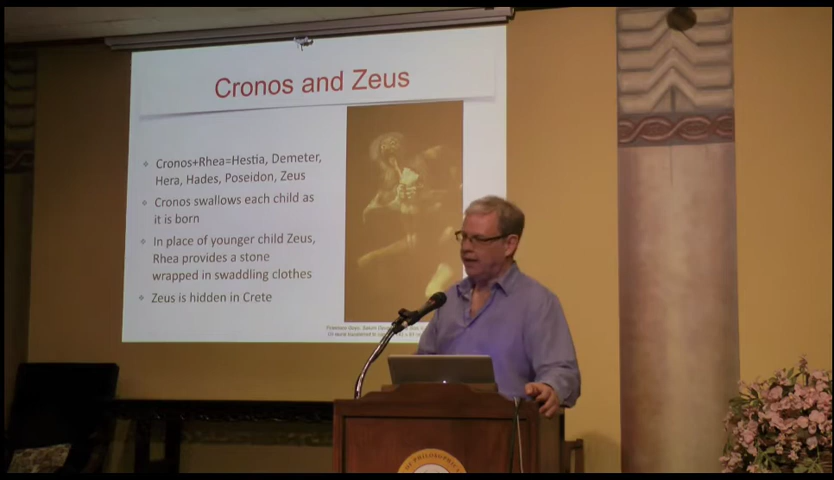 Cronos and Zeus
Cronos+Rhea=Hestia, Demeter,
Hera, Hades, Poseidon, Zeus
Cronos swallows each child as
it is born
In place of younger child Zeus,
Rhea provides a stone
wrapped in swaddling clothes
Zeus is hidden in Crete
PHILOSOPHIC